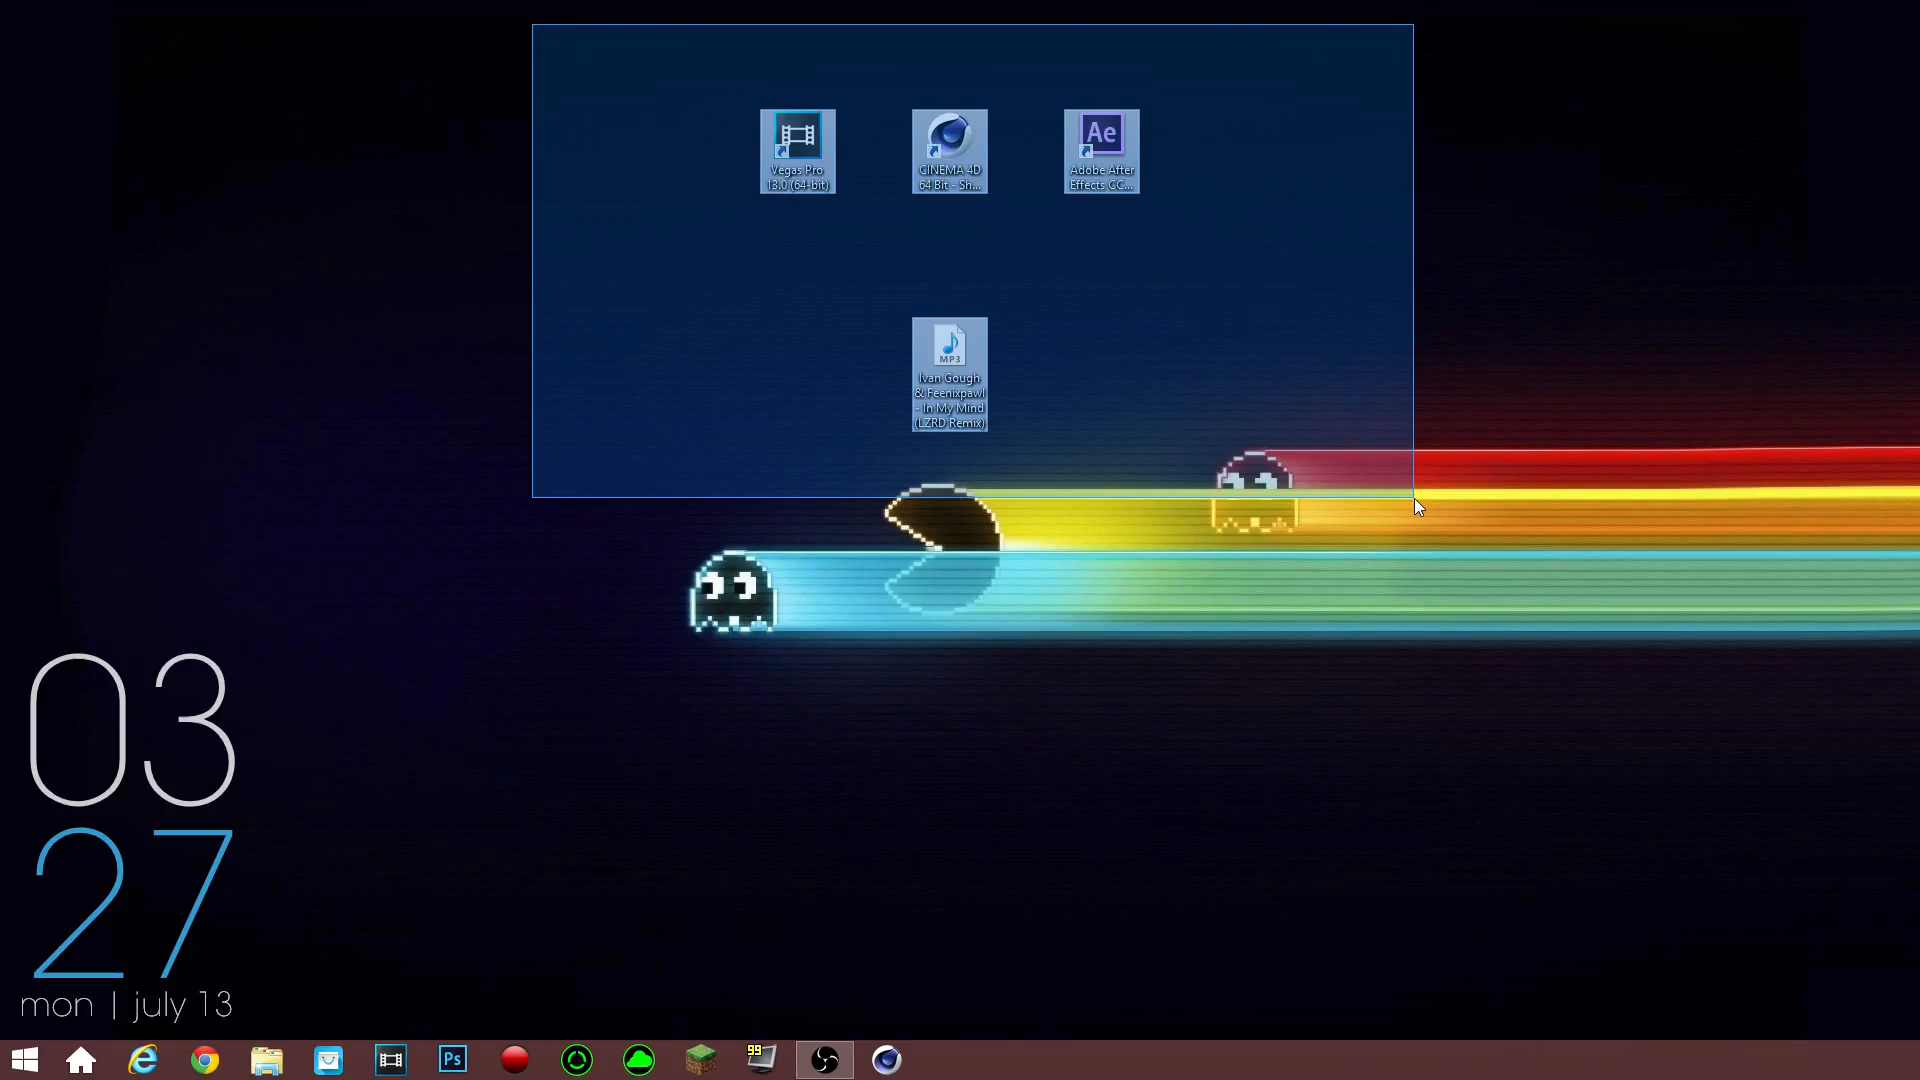 Vegas Pro
13.0 (64-bit)
CINEMA 4D
64 Bit - Sh...
Ae
Adobe After
Effects CC...
MP3
Ivan Gough
& Feenixpawl
- In My Mind
(LZRD Remix)
03
27
mon | july 13
Ps
99